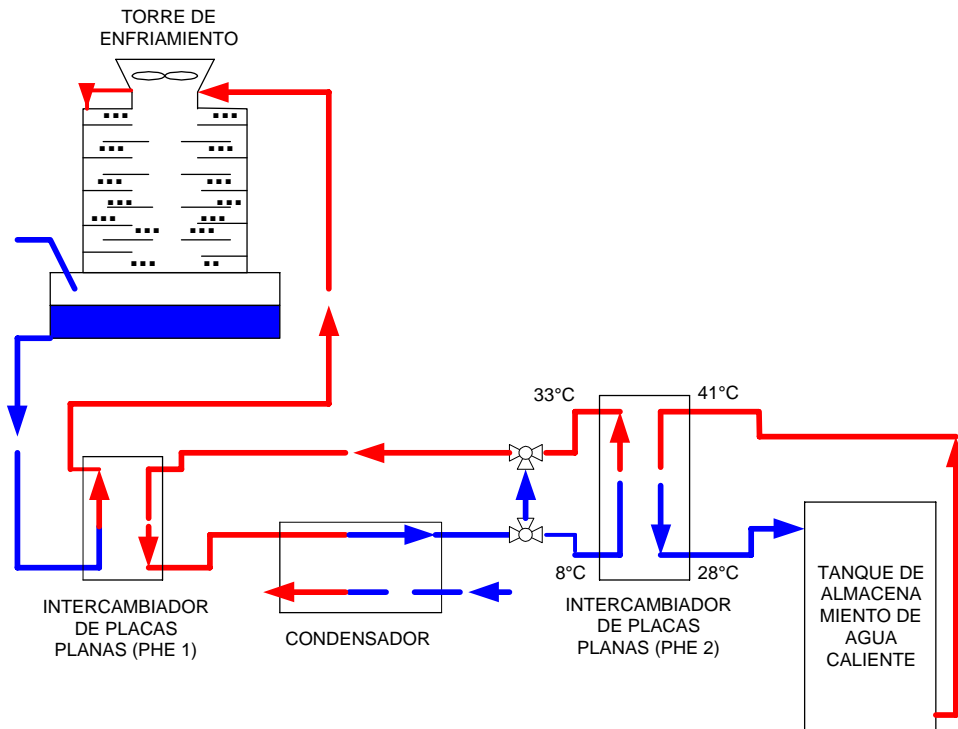 TORRE DE
ENFRIAMIENTO
33°C
41°C
8°C
28°C
INTERCAMBIADOR
DE PLACAS
PLANAS (PHE 1)
CONDENSADOR
INTERCAMBIADOR
DE PLACAS
PLANAS (PHE 2)
TANQUE DE
ALMACENA
MIENTO DE
AGUA
CALIENTE